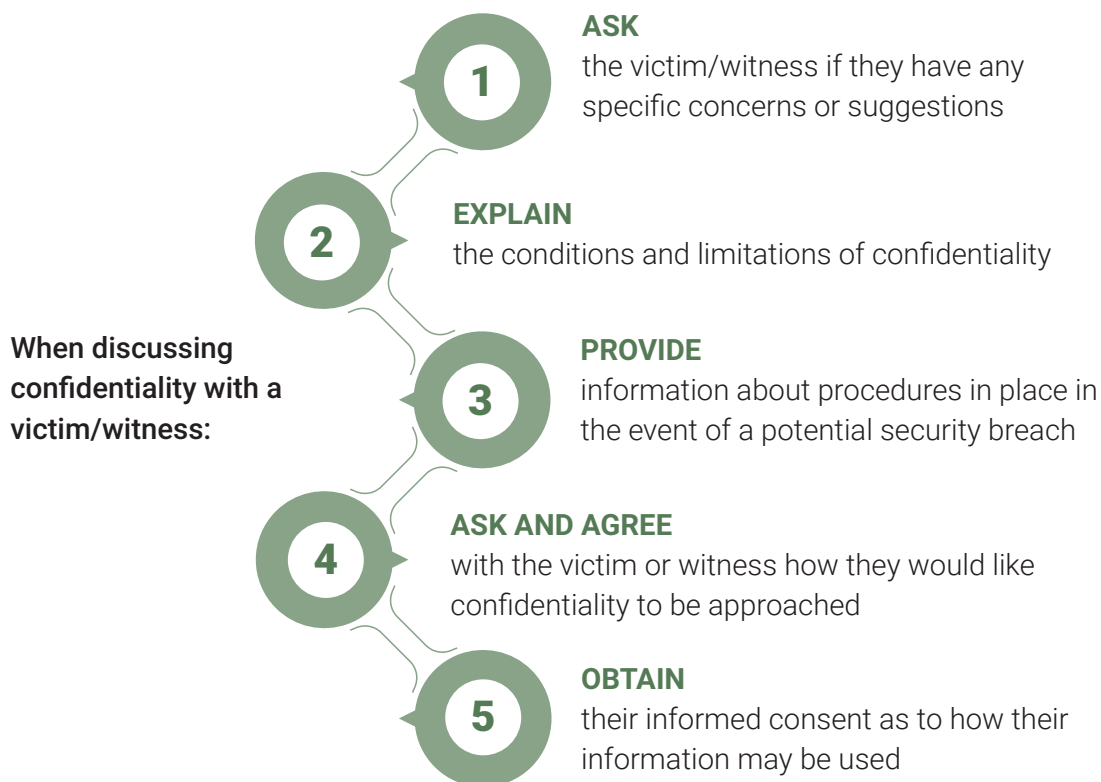 When discussing
confidentiality with a
victim/witness:
1
ASK
the victim/witness if they have any
specific concerns or suggestions
2
EXPLAIN
the conditions and limitations of confidentiality
3
PROVIDE
information about procedures in place in
the event of a potential security breach
4
ASK AND AGREE
with the victim or witness how they would like
confidentiality to be approached
5
OBTAIN
their informed consent as to how their
information may be used